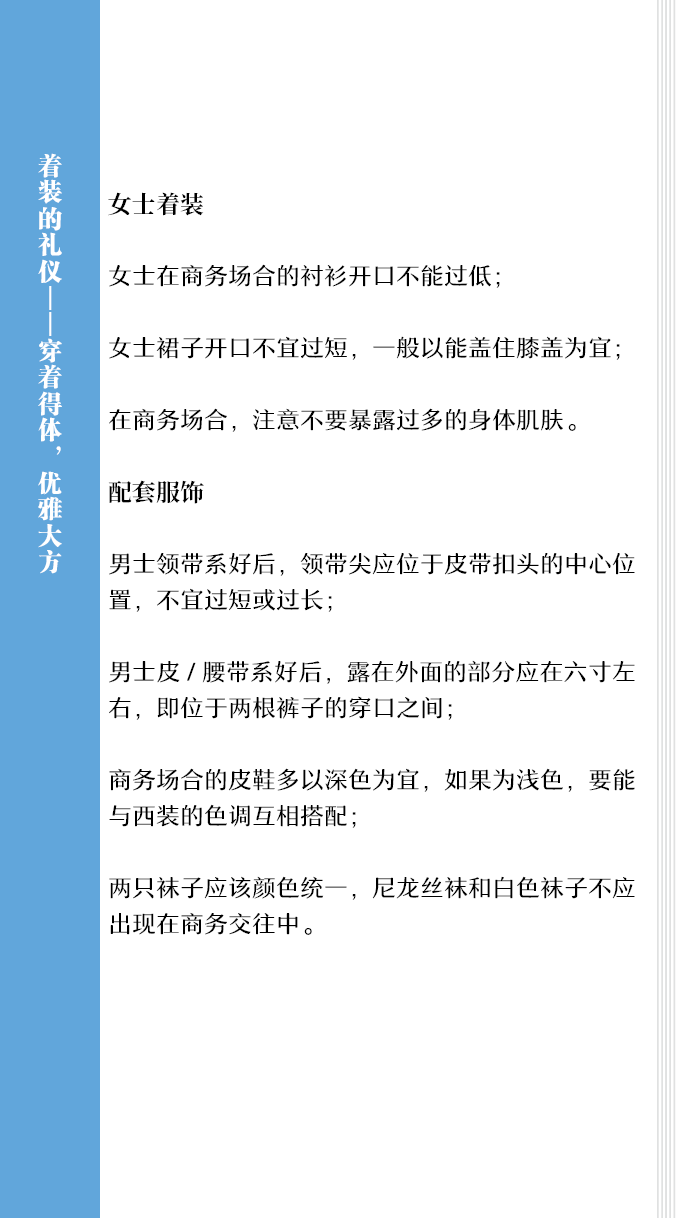 着装的礼仪——穿着得体，优雅大方
女士着装
女士在商务场合的衬衫开口不能过低；
女士裙子开口不宜过短，一般以能盖住膝盖为宜；
在商务场合，注意不要暴露过多的身体肌肤。
配套服饰
男士领带系好后，领带尖应位于皮带扣头的中心位
置，不宜过短或过长；
男士皮 / 腰带系好后，露在外面的部分应在六寸左
右，即位于两根裤子的穿口之间；
商务场合的皮鞋多以深色为宜，如果为浅色，要能
与西装的色调互相搭配；
两只袜子应该颜色统一，尼龙丝袜和白色袜子不应
出现在商务交往中。